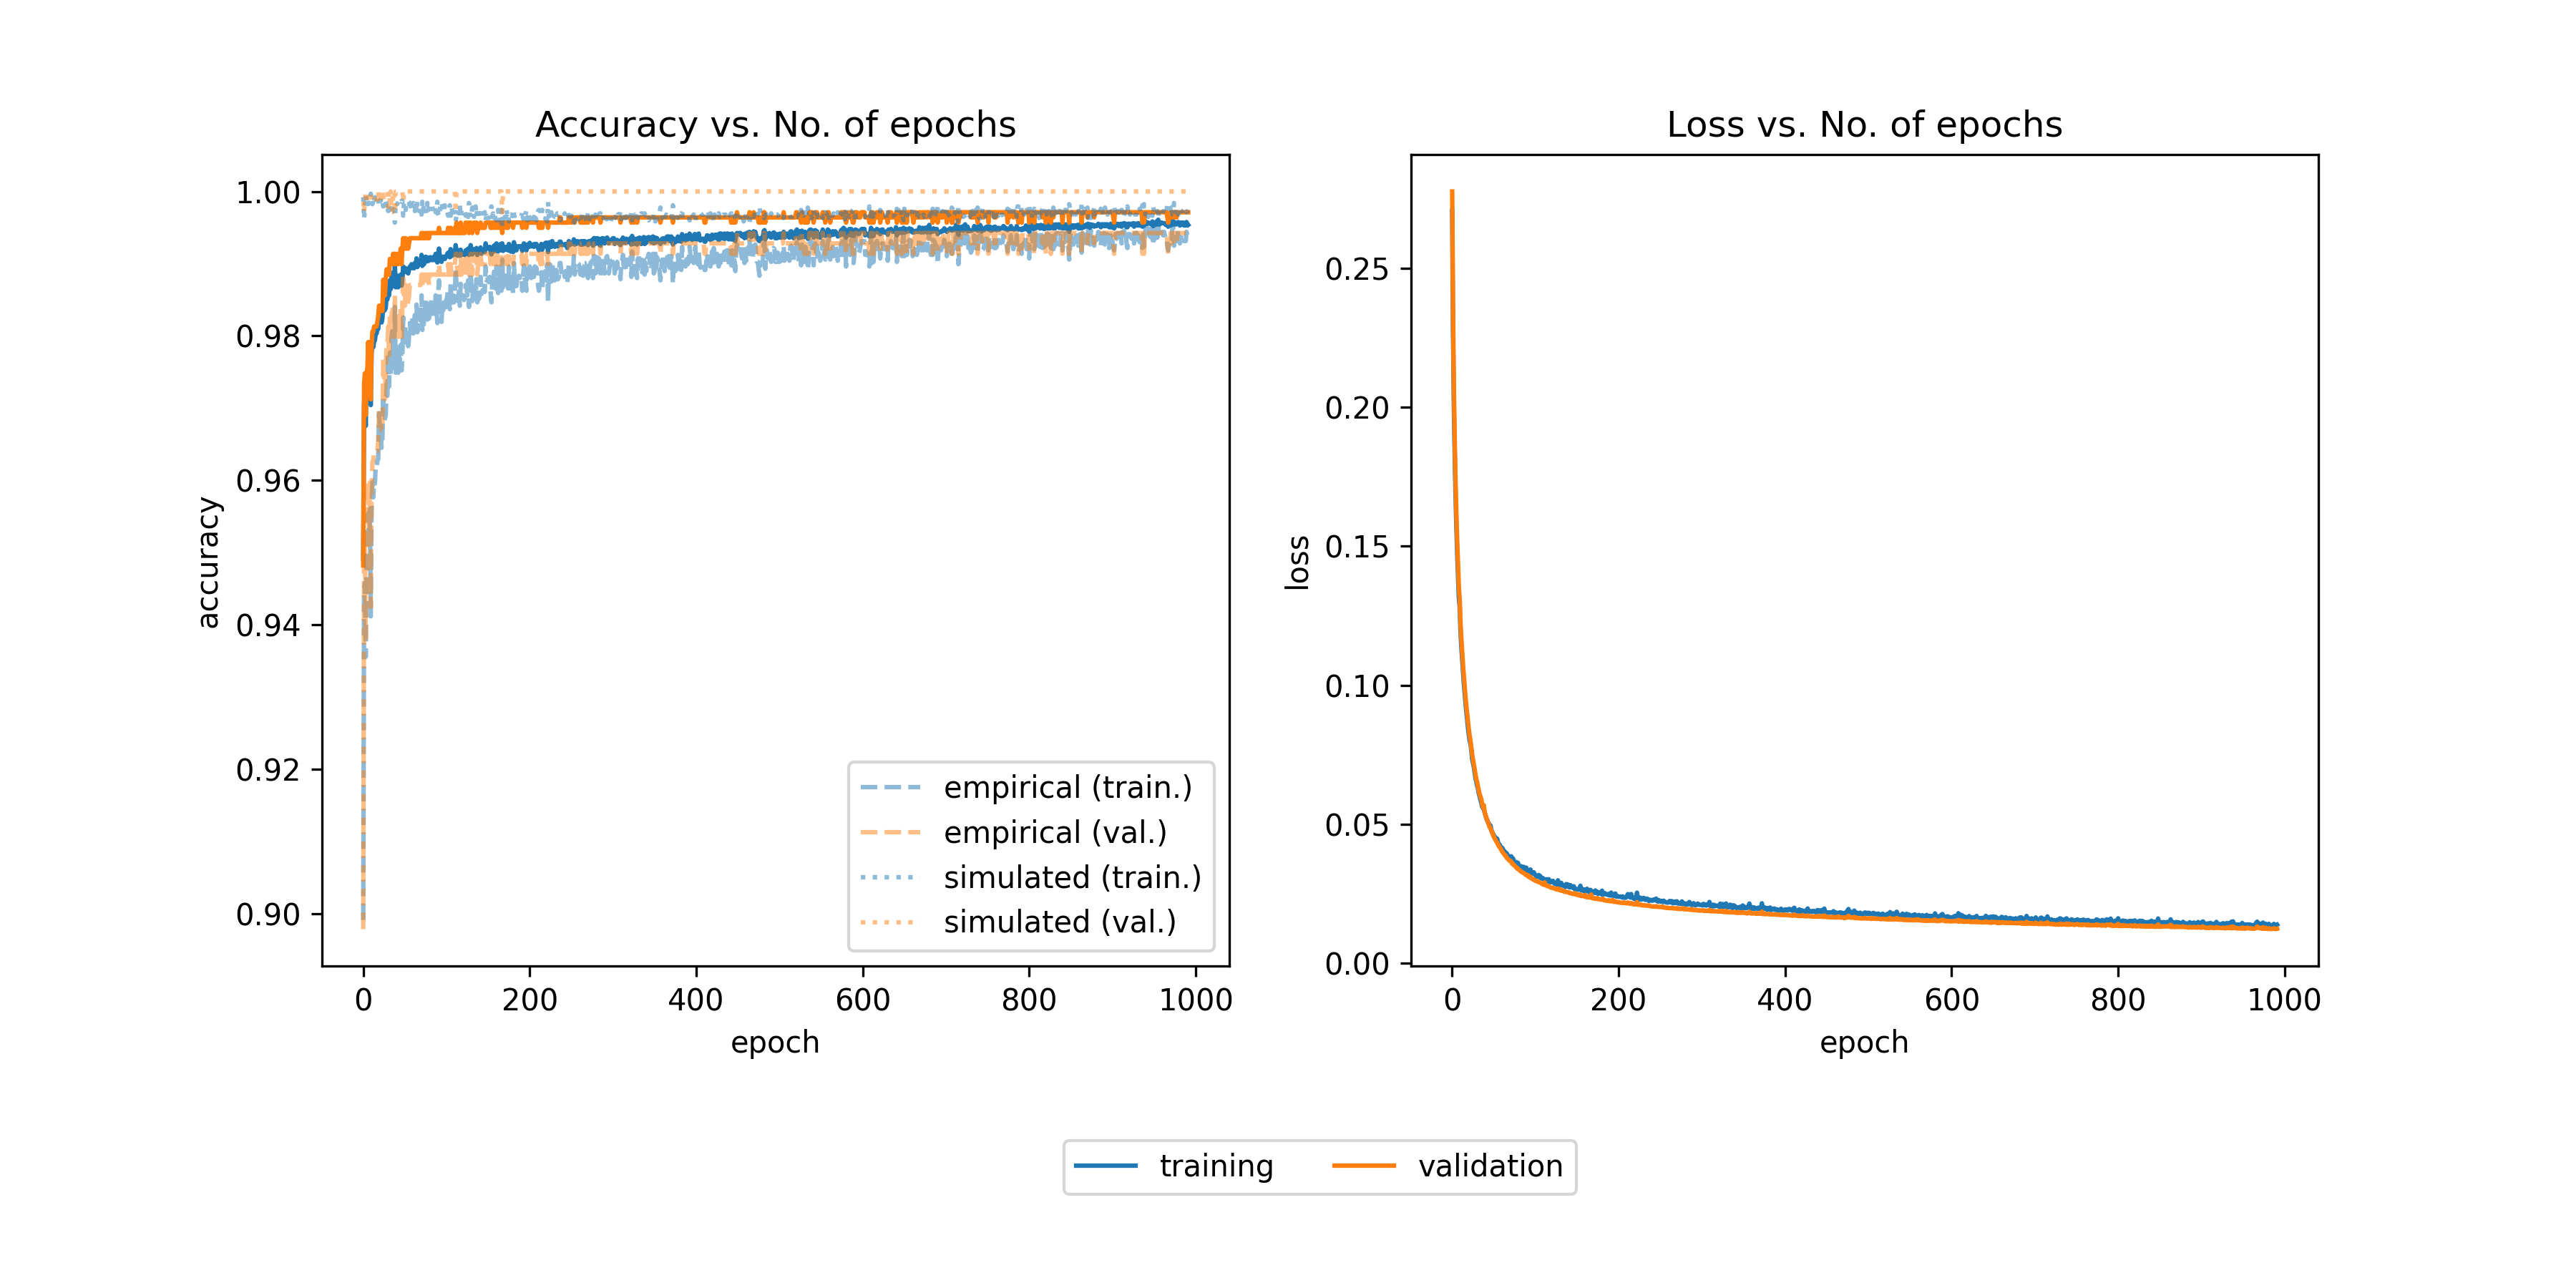 Accuracy vs. No. of epochs
1.00
0.98
0.96
0.94
0.92
0.90
accuracy
0 200 400 600 800 1000
epoch
empirical (train.)
empirical (val.)
simulated (train.)
simulated (val.)
Loss vs. No. of epochs
0.25
0.20
0.15
0.10
0.05
0.00
loss
0 200 400 600 800 1000
epoch
training validation